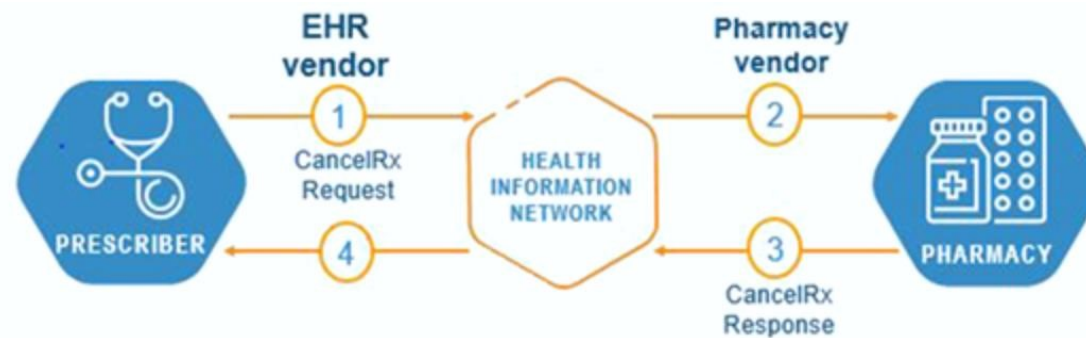 EHR
vendor
Pharmacy
vendor
1
2
CancelRx
Request
HEALTH
INFORMATION
NETWORK
PRESCRIBER
PHARMACY
4
3
CancelRx
Response